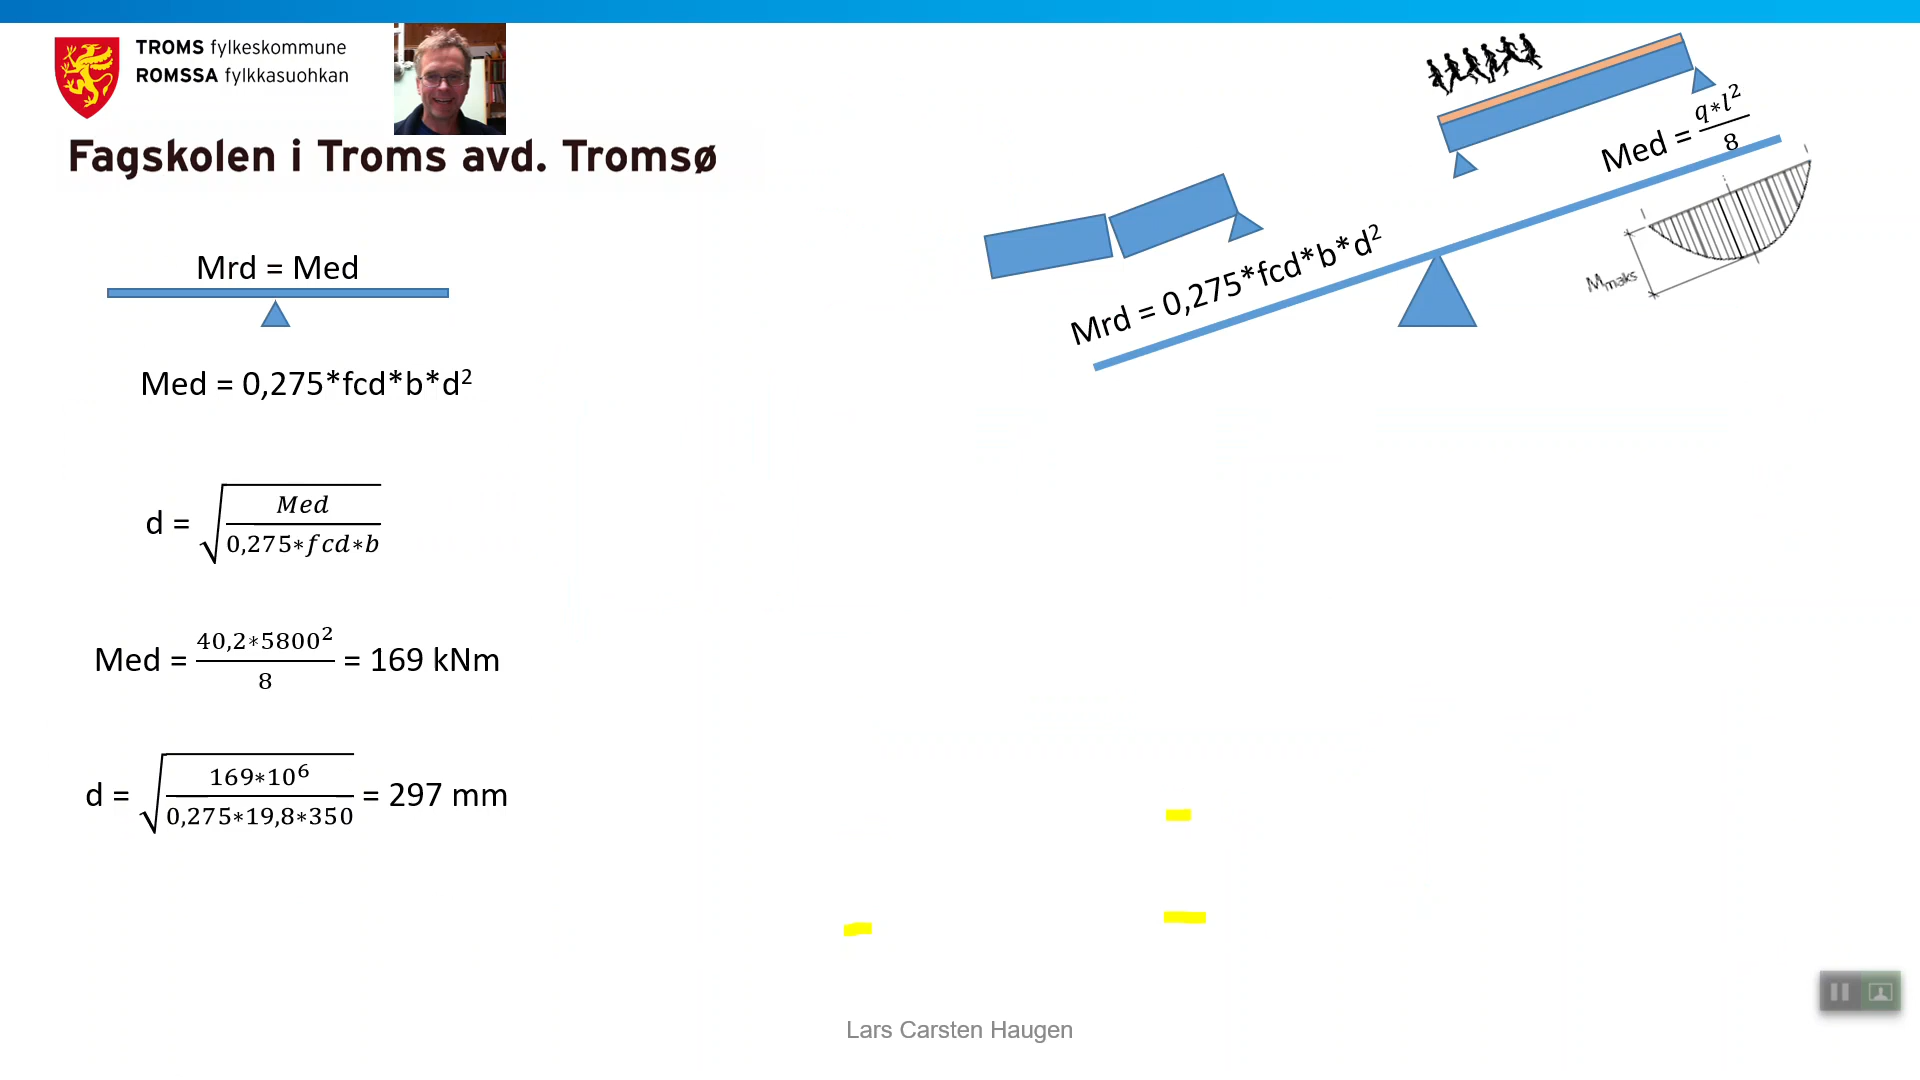 TROMS fylkeskommune
ROMSSA fylkkasuohkan
Fagskolen i Troms avd. Tromsø
Mrd = Med
Med = 0,275*fcd*b*d²
d = √(Med / (0,275*fcd*b))
Med = (40,2*5800²) / 8 = 169 kNm
d = √((169*10⁶) / (0,275*19,8*350)) = 297 mm
Med = (q*l²) / 8
Mrd = 0,275*fcd*b*d²
Mmaks
Lars Carsten Haugen